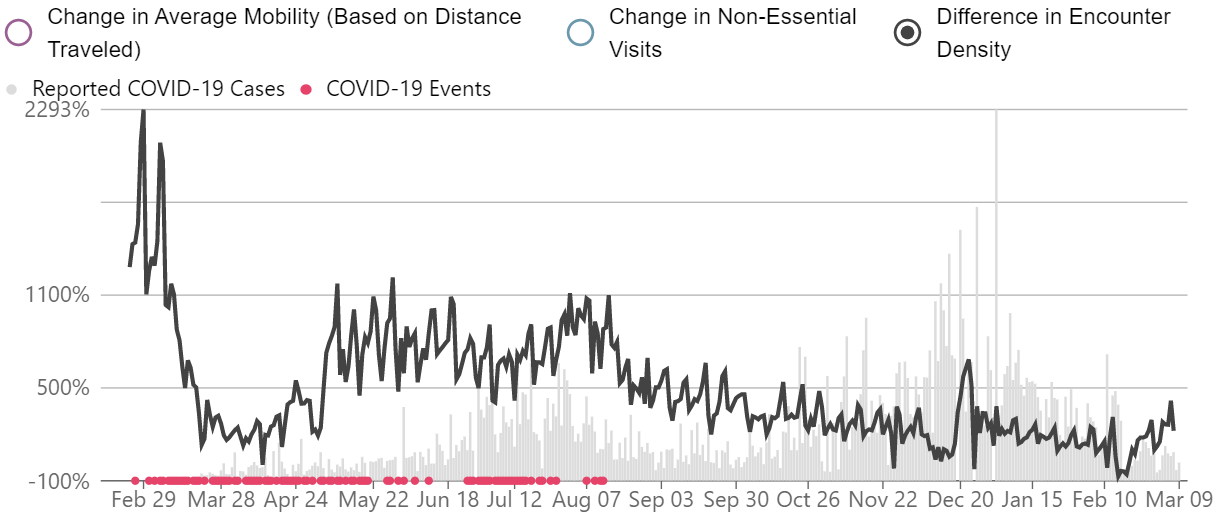 Change in Average Mobility (Based on Distance Traveled)
Change in Non-Essential Visits
Difference in Encounter Density
Reported COVID-19 Cases
COVID-19 Events
2293%
1100%
500%
-100%
Feb 29 Mar 28 Apr 24 May 22 Jun 18 Jul 12 Aug 07 Sep 03 Sep 30 Oct 26 Nov 22 Dec 20 Jan 15 Feb 10 Mar 09